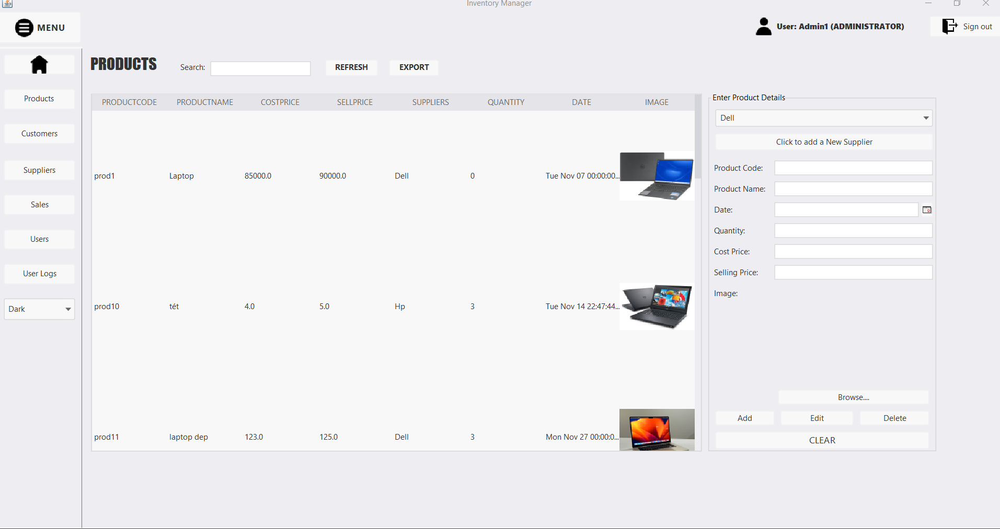 Inventory Manager
MENU
User: Admin1 (ADMINISTRATOR)
Sign out
PRODUCTS
Search:
REFRESH
EXPORT
Products
Customers
Suppliers
Sales
Users
User Logs
Dark
PRODUCTCODE PRODUCTNAME COSTPRICE SELLPRICE SUPPLIERS QUANTITY DATE IMAGE
prod1 Laptop 85000.0 90000.0 Dell 0 Tue Nov 07 00:00:00...
prod10 tét 4.0 5.0 Hp 3 Tue Nov 14 22:47:44...
prod11 laptop dep 123.0 125.0 Dell 3 Mon Nov 27 00:00:0...
Enter Product Details
Dell
Click to add a New Supplier
Product Code:
Product Name:
Date:
Quantity:
Cost Price:
Selling Price:
Image:
Browse....
Add Edit Delete
CLEAR